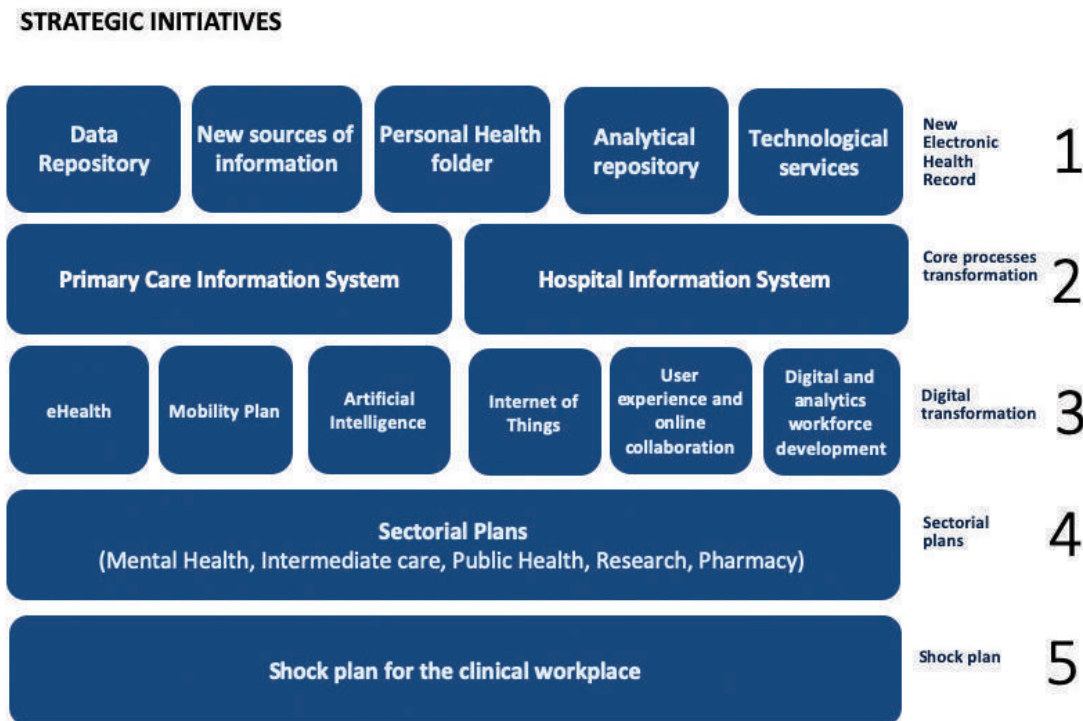 STRATEGIC INITIATIVES
Data
Repository
New sources of
information
Personal Health
folder
Analytical
repository
Technological
services
New
Electronic
Health
Record
1
Primary Care Information System
Hospital Information System
Core processes
transformation
2
eHealth
Mobility Plan
Artificial
Intelligence
Internet of
Things
User
experience and
online
collaboration
Digital and
analytics
workforce
development
Digital
transformation
3
Sectorial Plans
(Mental Health, Intermediate care, Public Health, Research, Pharmacy)
Sectorial
plans
4
Shock plan for the clinical workplace
Shock plan
5